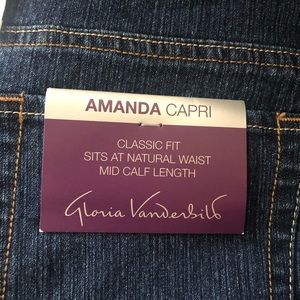 AMANDA CAPRI
CLASSIC FIT
SITS AT NATURAL WAIST
MID CALF LENGTH
Gloria Vanderbilt